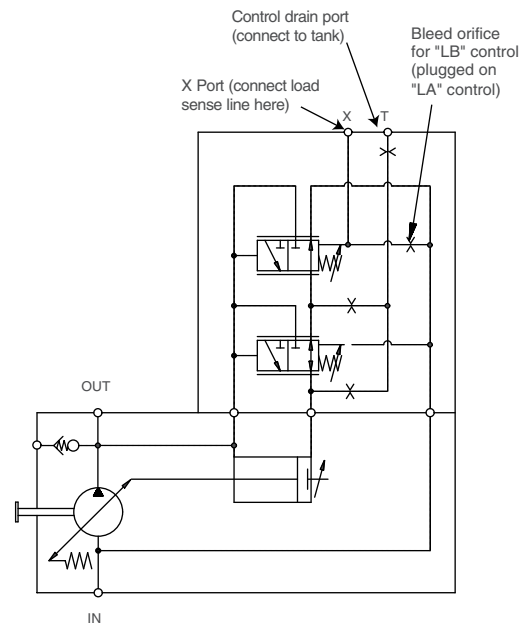 Control drain port
(connect to tank)
Bleed orifice
for "LB" control
(plugged on
"LA" control)
X Port (connect load
sense line here)
X
T
OUT
IN